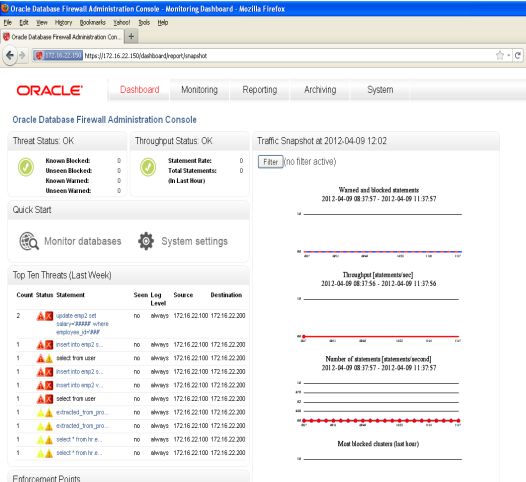 Oracle Database Firewall Administration Console - Monitoring Dashboard - Mozilla Firefox
File Edit View History Bookmarks Yahoo! Tools Help
Oracle Database Firewall Administration Con... +
172.16.22.150 https://172.16.22.150/dashboard/report/snapshot
ORACLE Dashboard Monitoring Reporting Archiving System
Oracle Database Firewall Administration Console
Threat Status: OK
Known Blocked: 0
Unseen Blocked: 0
Known Warned: 0
Unseen Warned: 0
Throughput Status: OK
Statement Rate: 0
Total Statements: 0
(In Last Hour)
Quick Start
Monitor databases System settings
Top Ten Threats (Last Week)
Count Status Statement Seen Log Level Source Destination
2 update emp2 set salary='#####' where employee_id='### no always 172.16.22.100 172.16.22.200
1 insert into emp2 s... no always 172.16.22.100 172.16.22.200
1 select from user no always 172.16.22.100 172.16.22.200
1 insert into emp2 s... no always 172.16.22.100 172.16.22.200
1 insert into emp2 v... no always 172.16.22.100 172.16.22.200
1 select from user no always 172.16.22.100 172.16.22.200
1 extracted_from_pro... no always 172.16.22.100 172.16.22.200
1 extracted_from_pro... no always 172.16.22.100 172.16.22.200
1 select * from hr.e... no always 172.16.22.100 172.16.22.200
1 select * from hr.e... no always 172.16.22.100 172.16.22.200
Enforcement Points
Traffic Snapshot at 2012-04-09 12:02
Filter (no filter active)
Warned and blocked statements
2012-04-09 08:37:57 - 2012-04-09 11:37:57
Throughput [statements/sec]
2012-04-09 08:37:56 - 2012-04-09 11:37:56
Number of statements [statements/second]
2012-04-09 08:37:57 - 2012-04-09 11:37:57
Most blocked clusters (last hour)